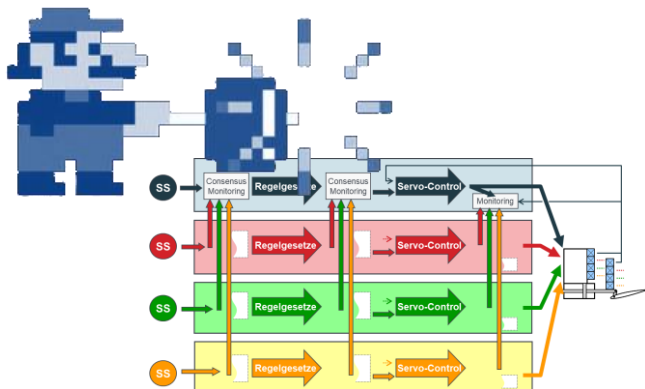 SS
Consensus
Monitoring
Regelgesetze
Consensus
Monitoring
Servo-Control
Monitoring
SS
Regelgesetze
Servo-Control
SS
Regelgesetze
Servo-Control
SS
Regelgesetze
Servo-Control